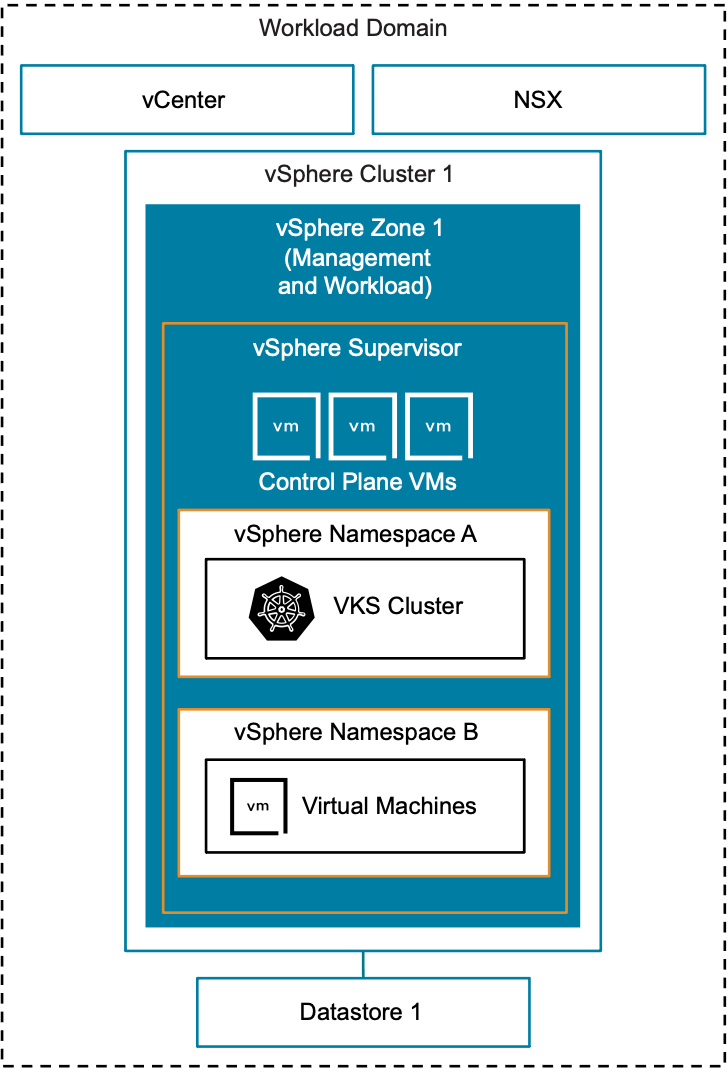 Workload Domain
vCenter
NSX
vSphere Cluster 1
vSphere Zone 1
(Management
and Workload)
vSphere Supervisor
vm
vm
vm
Control Plane VMs
vSphere Namespace A
VKS Cluster
vSphere Namespace B
vm
Virtual Machines
Datastore 1